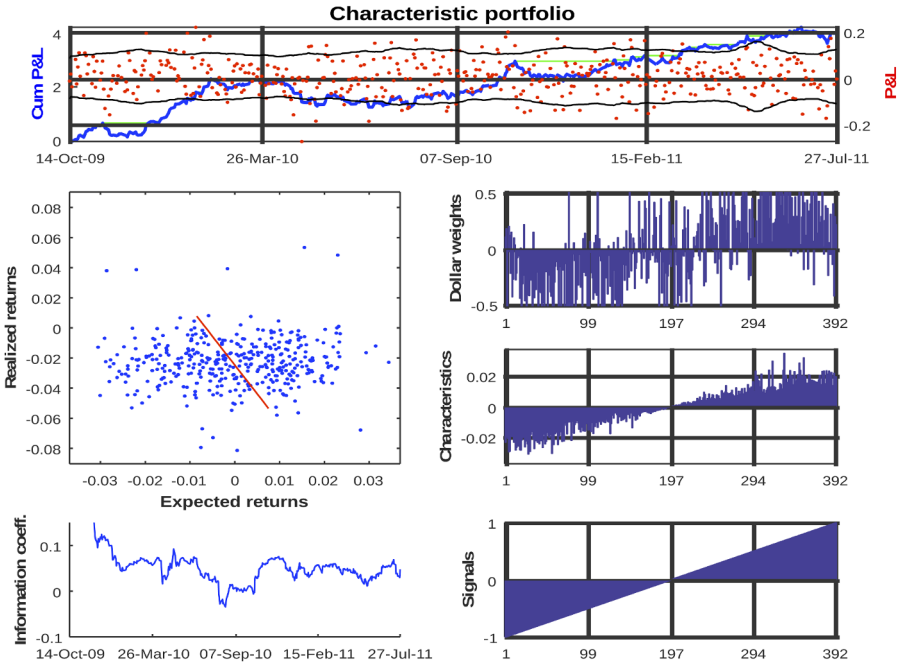 Characteristic portfolio
Cum P&L
4
2
0
0.2
0
-0.2
P&L
14-Oct-09 26-Mar-10 07-Sep-10 15-Feb-11 27-Jul-11
Realized returns
0.08
0.06
0.04
0.02
0
-0.02
-0.04
-0.06
-0.08
-0.03 -0.02 -0.01 0 0.01 0.02 0.03
Expected returns
Dollar weights
0.5
0
-0.5
1 99 197 294 392
Characteristics
0.02
0
-0.02
1 99 197 294 392
Information coeff.
0.1
0
-0.1
14-Oct-09 26-Mar-10 07-Sep-10 15-Feb-11 27-Jul-11
Signals
1
0
-1
1 99 197 294 392